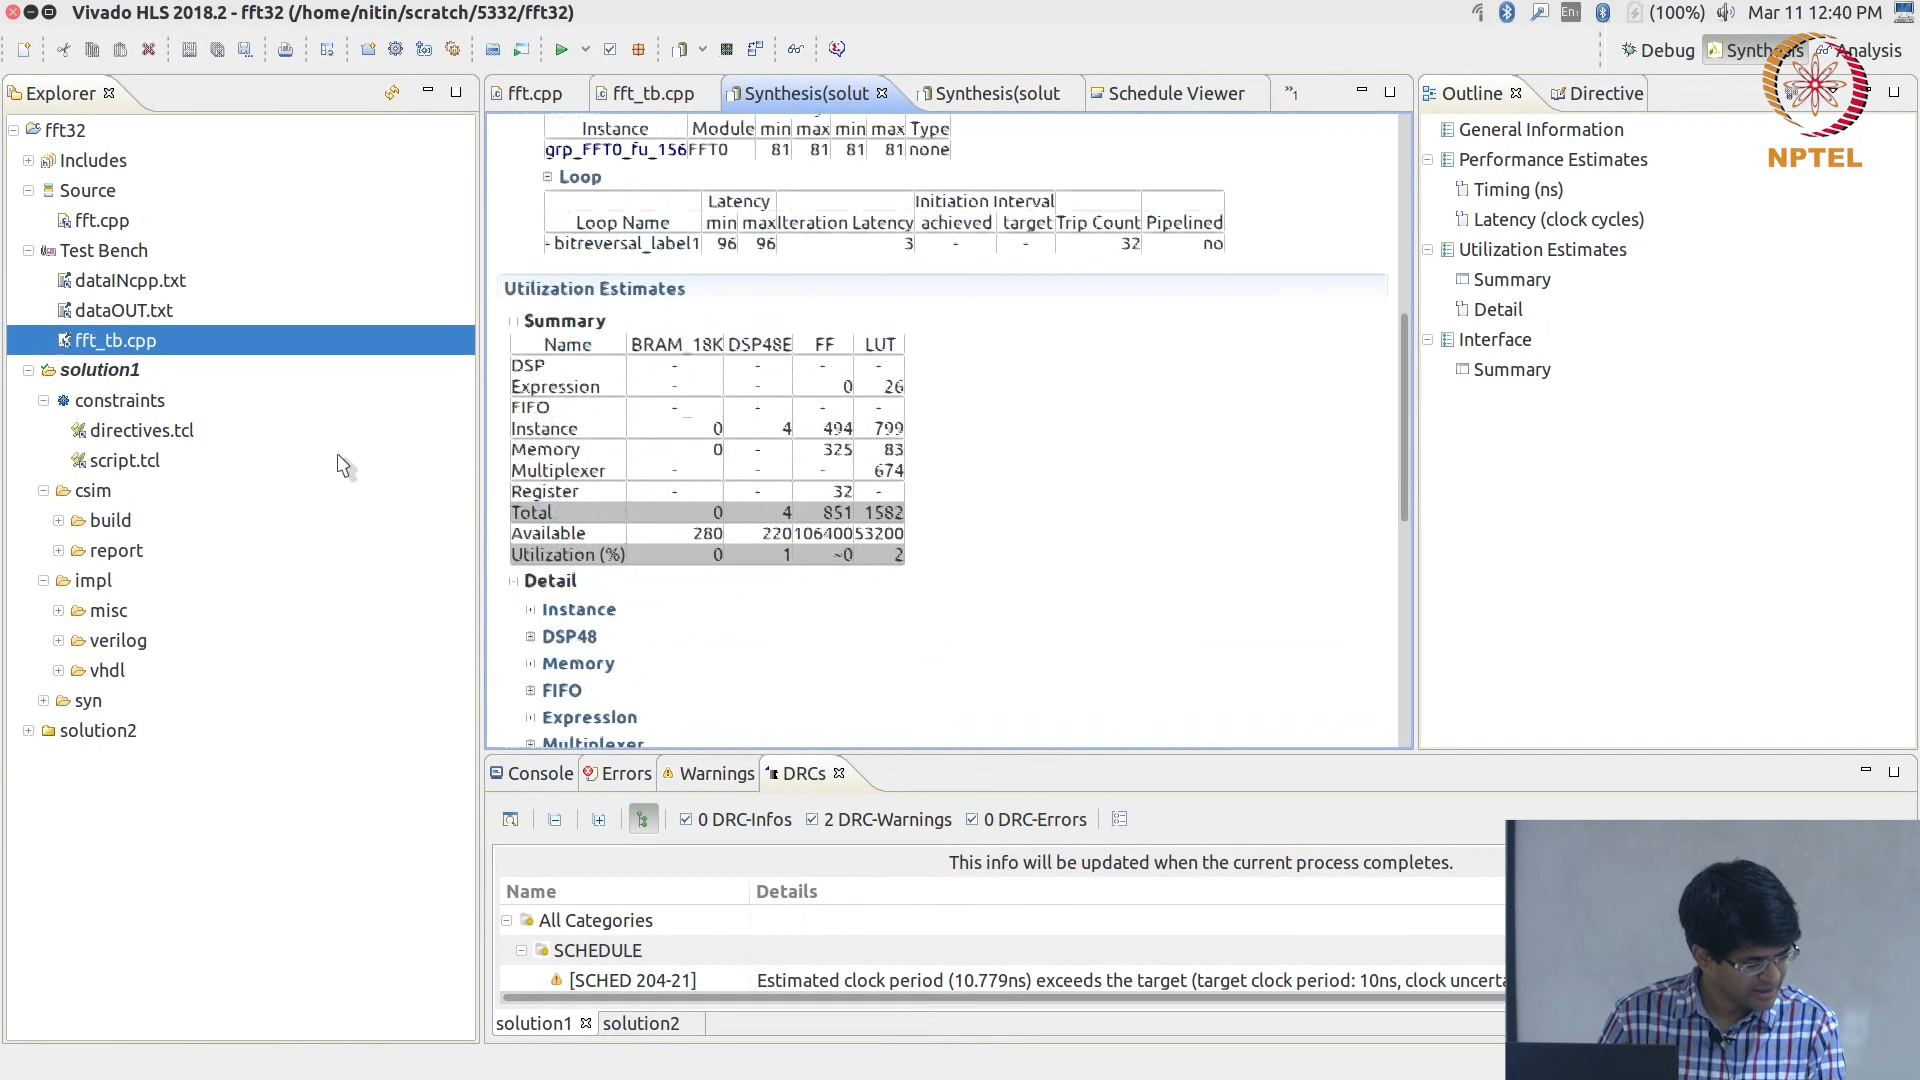 Vivado HLS 2018.2 - fft32 (/home/nitin/scratch/5332/fft32)
En1
(100%)
Mar 11 12:40 PM
Debug
Synthesis
Analysis
Explorer
fft.cpp
fft_tb.cpp
Synthesis(solut
Synthesis(solut
Schedule Viewer
»1
Outline
Directive
NPTEL
fft32
Includes
Source
fft.cpp
Test Bench
dataINcpp.txt
dataOUT.txt
fft_tb.cpp
solution1
constraints
directives.tcl
script.tcl
csim
build
report
impl
misc
verilog
vhdl
syn
solution2
Instance Module min max min max Type
grp_FFT0_fu_156 FFT0 81 81 81 81 none
Loop
Latency Initiation Interval
Loop Name min max Iteration Latency achieved target Trip Count Pipelined
- bitreversal_label1 96 96 3 - - 32 no
Utilization Estimates
Summary
Name BRAM_18K DSP48E FF LUT
DSP - - - -
Expression - - 0 26
FIFO - - - -
Instance 0 4 494 799
Memory 0 - 325 83
Multiplexer - - - 674
Register - - 32 -
Total 0 4 851 1582
Available 280 220 106400 53200
Utilization (%) 0 1 ~0 2
Detail
Instance
DSP48
Memory
FIFO
Expression
Multiplexer
General Information
Performance Estimates
Timing (ns)
Latency (clock cycles)
Utilization Estimates
Summary
Detail
Interface
Summary
Console
Errors
Warnings
DRCs
0 DRC-Infos
2 DRC-Warnings
0 DRC-Errors
This info will be updated when the current process completes.
Name Details
All Categories
SCHEDULE
[SCHED 204-21] Estimated clock period (10.779ns) exceeds the target (target clock period: 10ns, clock uncerta
solution1
solution2